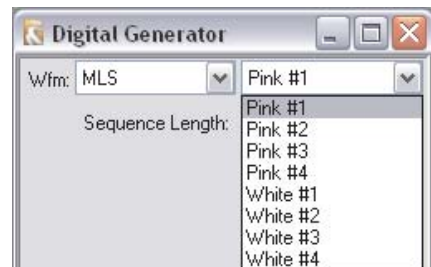 Digital Generator
Wfm: MLS Pink #1
Sequence Length:
Pink #1
Pink #2
Pink #3
Pink #4
White #1
White #2
White #3
White #4